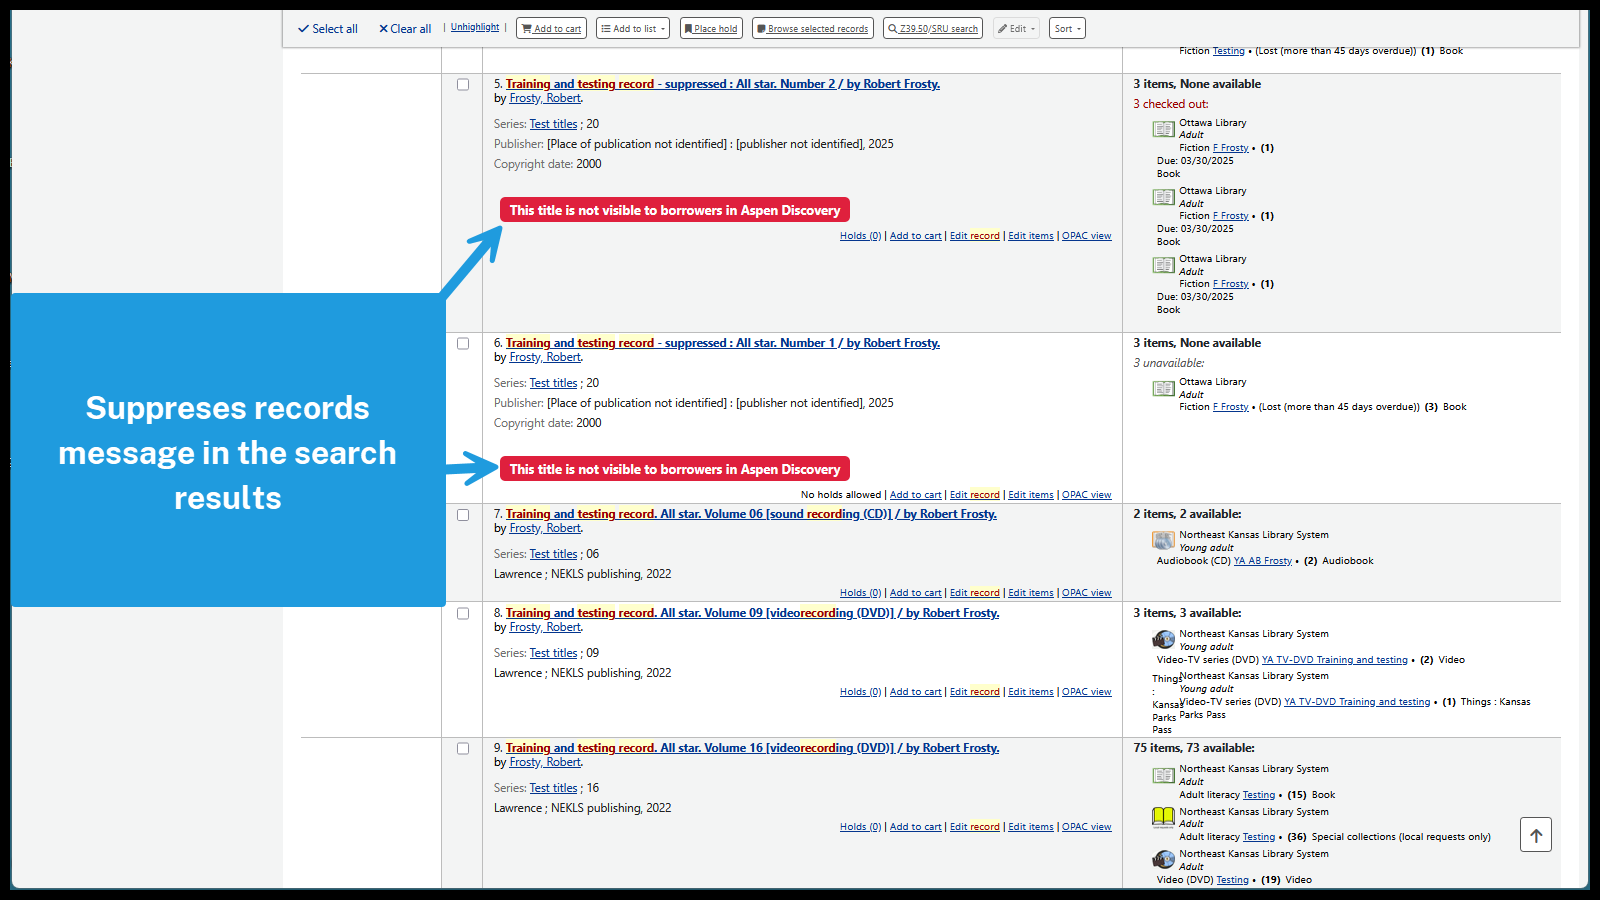 Select all
Clear all
| Unhighlight |
Add to cart
Add to list
Place hold
Browse selected records
Z39.50/SRU search
Edit
Sort
Fiction Testing • (Lost (more than 45 days overdue)) (1) Book
5. Training and testing record - suppressed : All star. Number 2 / by Robert Frosty.
by Frosty, Robert.
Series: Test titles ; 20
Publisher: [Place of publication not identified] : [publisher not identified], 2025
Copyright date: 2000
This title is not visible to borrowers in Aspen Discovery
Holds (0) | Add to cart | Edit record | Edit items | OPAC view
3 items, None available
3 checked out:
Ottawa Library
Adult
Fiction F Frosty • (1)
Due: 03/30/2025
Book
Ottawa Library
Adult
Fiction F Frosty • (1)
Due: 03/30/2025
Book
Ottawa Library
Adult
Fiction F Frosty • (1)
Due: 03/30/2025
Book
Suppreses records
message in the search
results
6. Training and testing record - suppressed : All star. Number 1 / by Robert Frosty.
by Frosty, Robert.
Series: Test titles ; 20
Publisher: [Place of publication not identified] : [publisher not identified], 2025
Copyright date: 2000
This title is not visible to borrowers in Aspen Discovery
No holds allowed | Add to cart | Edit record | Edit items | OPAC view
3 items, None available
3 unavailable:
Ottawa Library
Adult
Fiction F Frosty • (Lost (more than 45 days overdue)) (3) Book
7. Training and testing record. All star. Volume 06 [sound recording (CD)] / by Robert Frosty.
by Frosty, Robert.
Series: Test titles ; 06
Lawrence ; NEKLS publishing, 2022
Holds (0) | Add to cart | Edit record | Edit items | OPAC view
2 items, 2 available:
Northeast Kansas Library System
Young adult
Audiobook (CD) YA AB Frosty • (2) Audiobook
8. Training and testing record. All star. Volume 09 [videorecording (DVD)] / by Robert Frosty.
by Frosty, Robert.
Series: Test titles ; 09
Lawrence ; NEKLS publishing, 2022
Holds (0) | Add to cart | Edit record | Edit items | OPAC view
3 items, 3 available:
Northeast Kansas Library System
Young adult
Video-TV series (DVD) YA TV-DVD Training and testing • (2) Video
Things
:
Kansas
Parks
Pass
Northeast Kansas Library System
Young adult
Video-TV series (DVD) YA TV-DVD Training and testing • (1) Things : Kansas
Parks Pass
9. Training and testing record. All star. Volume 16 [videorecording (DVD)] / by Robert Frosty.
by Frosty, Robert.
Series: Test titles ; 16
Lawrence ; NEKLS publishing, 2022
Holds (0) | Add to cart | Edit record | Edit items | OPAC view
75 items, 73 available:
Northeast Kansas Library System
Adult
Adult literacy Testing • (15) Book
Northeast Kansas Library System
Adult
Adult literacy Testing • (36) Special collections (local requests only)
Northeast Kansas Library System
Adult
Video (DVD) Testing • (19) Video